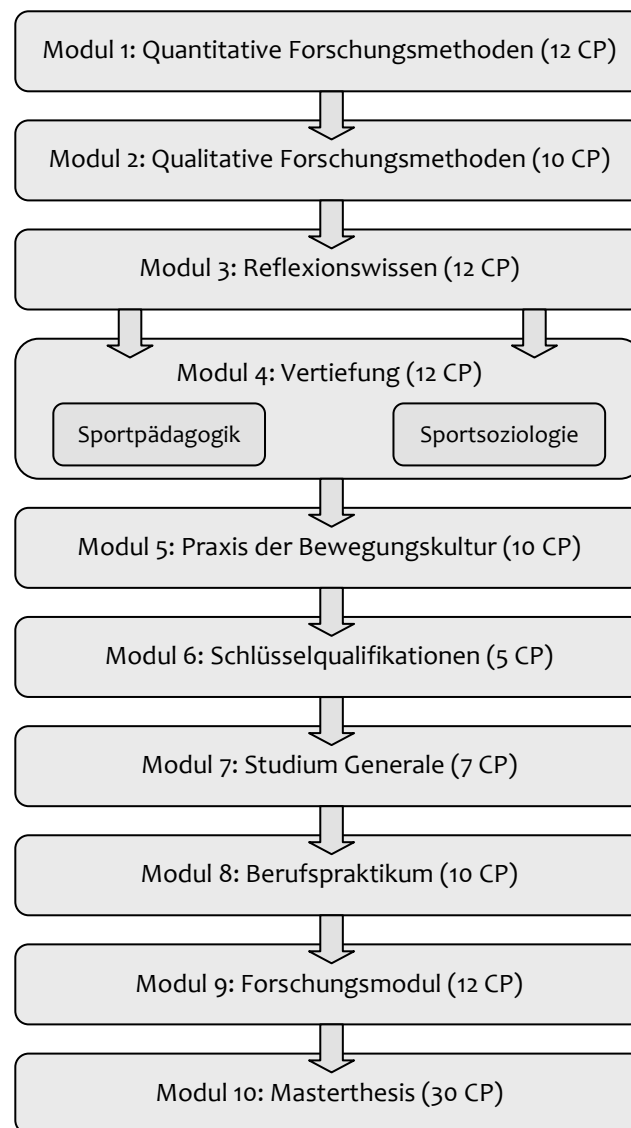 Modul 1: Quantitative Forschungsmethoden (12 CP)
Modul 2: Qualitative Forschungsmethoden (10 CP)
Modul 3: Reflexionswissen (12 CP)
Modul 4: Vertiefung (12 CP)
Sportpädagogik
Sportsoziologie
Modul 5: Praxis der Bewegungskultur (10 CP)
Modul 6: Schlüsselqualifikationen (5 CP)
Modul 7: Studium Generale (7 CP)
Modul 8: Berufspraktikum (10 CP)
Modul 9: Forschungsmodul (12 CP)
Modul 10: Masterthesis (30 CP)